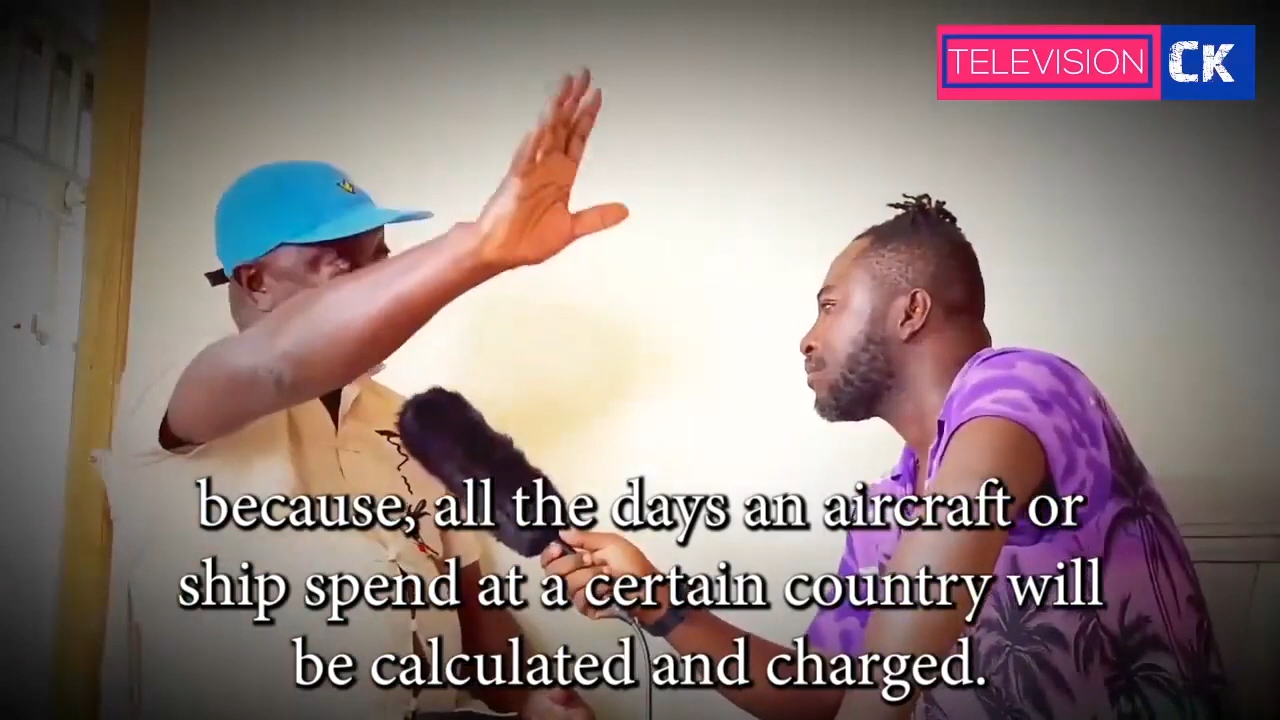 TELEVISION CK
because, all the days an aircraft or
ship spend at a certain country will
be calculated and charged.